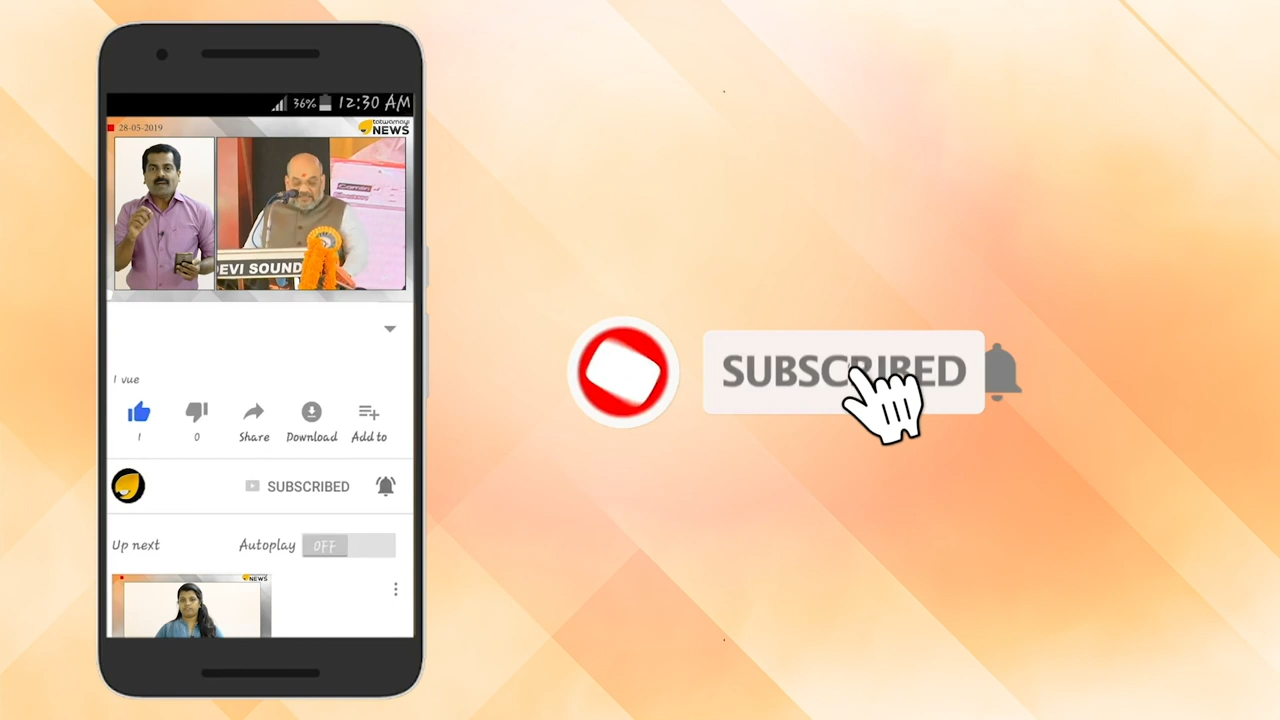 36% 12:30 AM
28-05-2019
tatwamayi
NEWS
DEVI SOUND
1 vue
1
0
Share
Download
Add to
SUBSCRIBED
Up next
Autoplay
OFF
NEWS
SUBSCRIBED